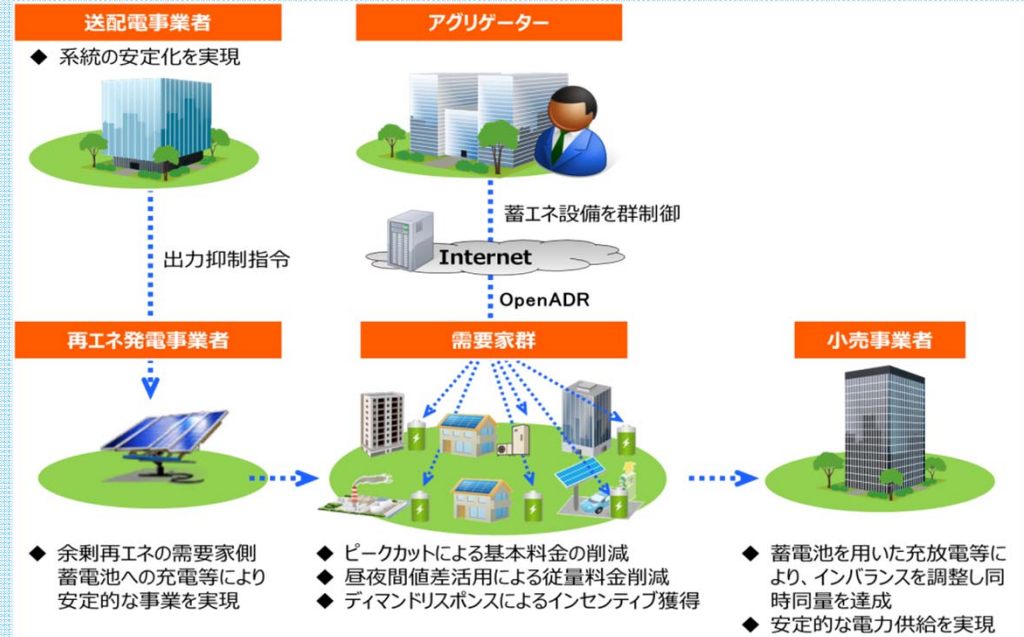 送配電事業者
◆ 系統の安定化を実現
アグリゲーター
蓄エネ設備を群制御
Internet
OpenADR
出力抑制指令
再エネ発電事業者
需要家群
小売事業者
◆ 余剰再エネの需要家側
蓄電池への充電等により
安定的な事業を実現
◆ ピークカットによる基本料金の削減
◆ 昼夜間値差活用による従量料金削減
◆ ディマンドリスポンスによるインセンティブ獲得
◆ 蓄電池を用いた充放電等に
より、インバランスを調整し同
時同量を達成
◆ 安定的な電力供給を実現